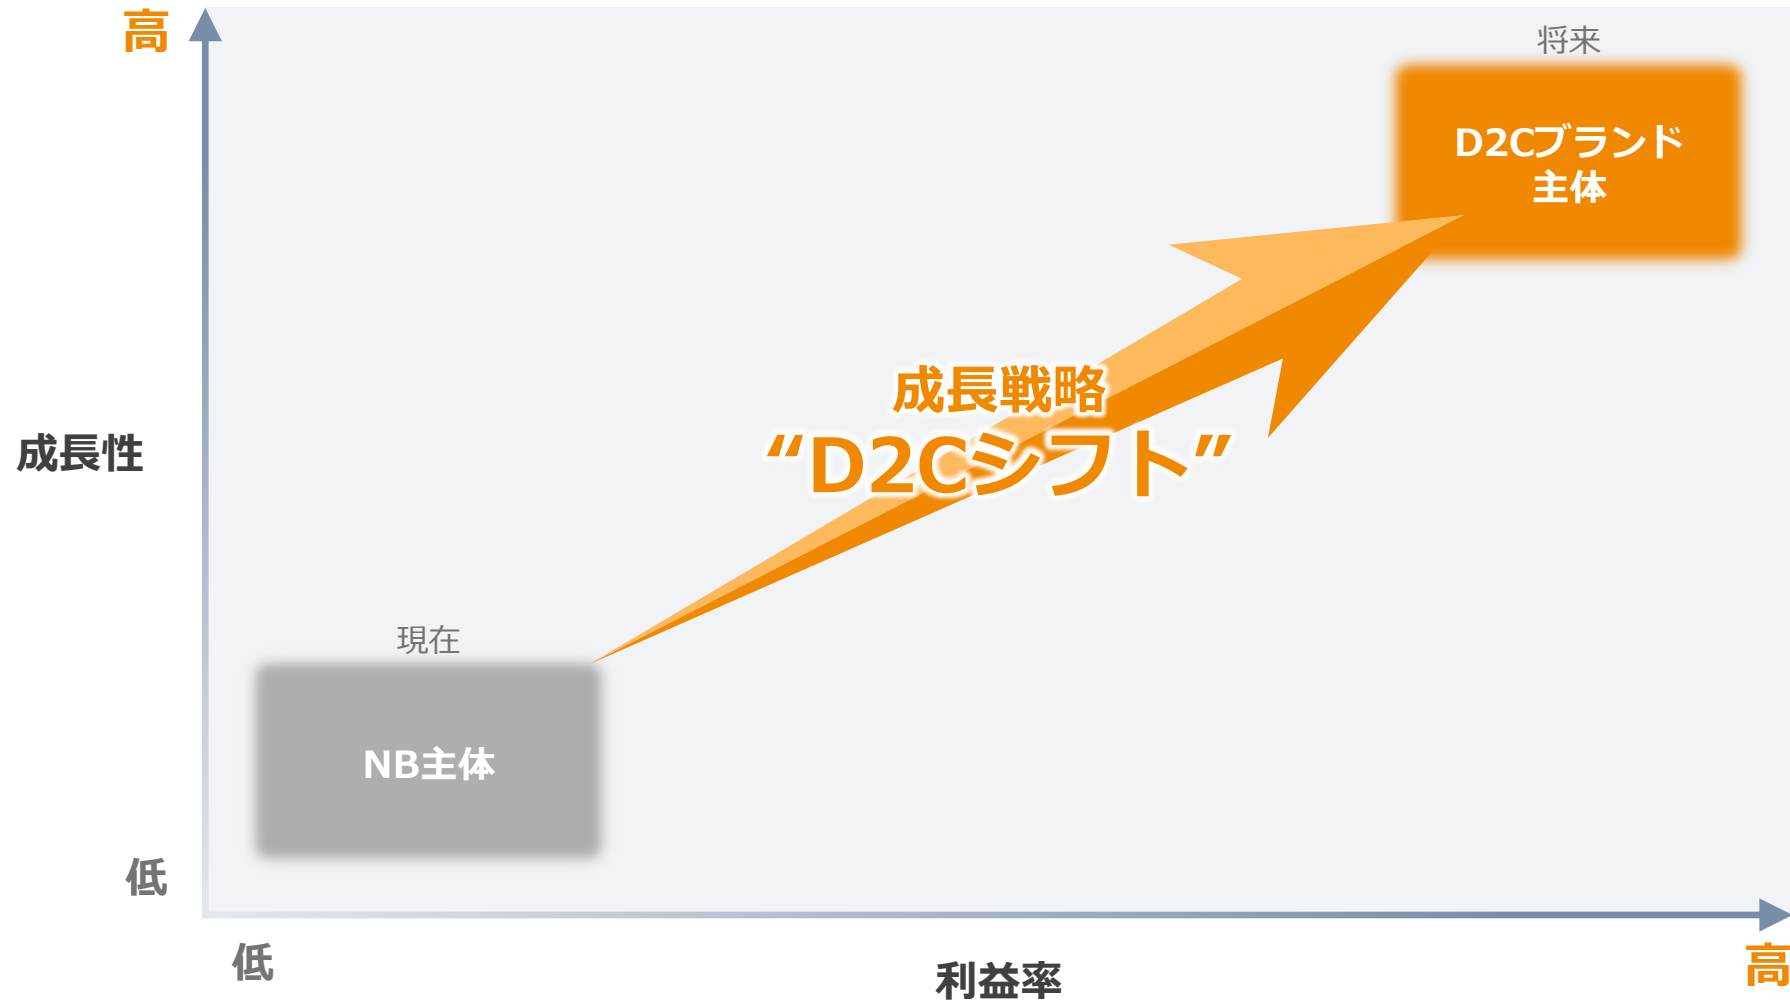 高
将来
D2Cブランド
主体
成長戦略
“D2Cシフト”
成長性
現在
NB主体
低
低
利益率
高